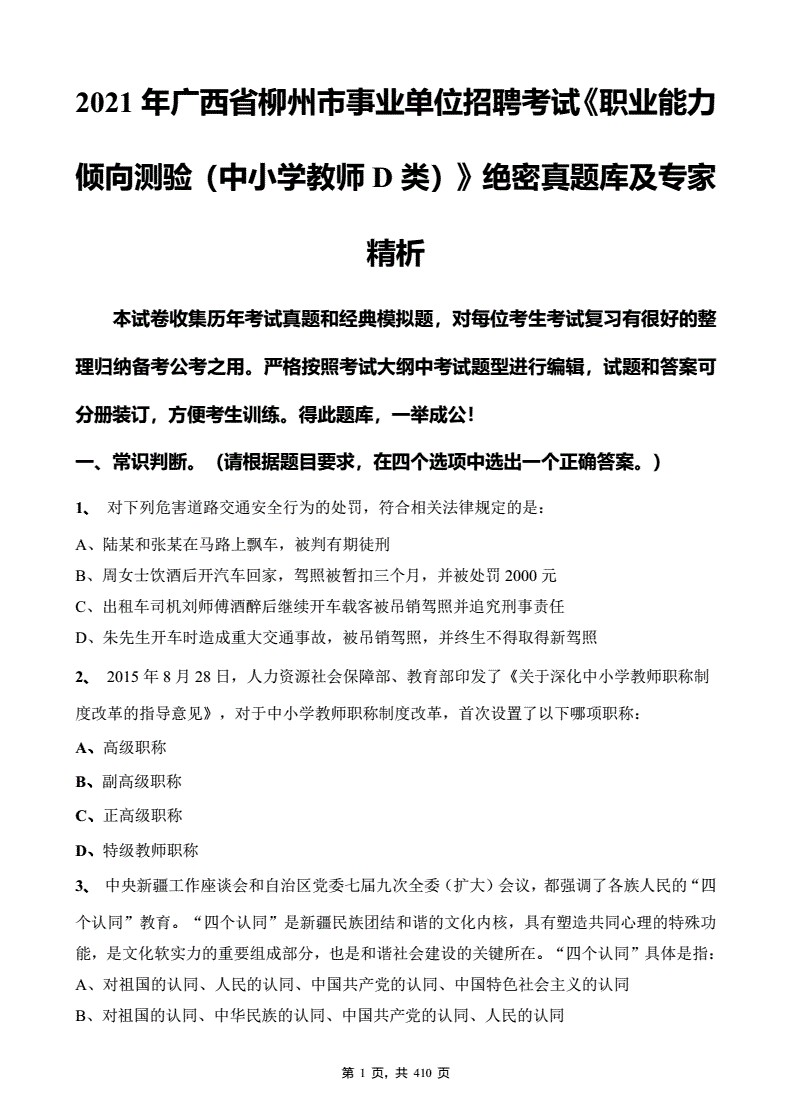 2021 年广西省柳州市事业单位招聘考试《职业能力
倾向测验（中小学教师 D 类）》绝密真题库及专家
精析
本试卷收集历年考试真题和经典模拟题，对每位考生考试复习有很好的整
理归纳备考公考之用。严格按照考试大纲中考试题型进行编辑，试题和答案可
分册装订，方便考生训练。得此题库，一举成公！
一、常识判断。（请根据题目要求，在四个选项中选出一个正确答案。）
1、 对下列危害道路交通安全行为的处罚，符合相关法律规定的是：
A、陆某和张某在马路上飘车，被判有期徒刑
B、周女士饮酒后开汽车回家，驾照被暂扣三个月，并被处罚 2000 元
C、出租车司机刘师傅酒醉后继续开车载客被吊销驾照并追究刑事责任
D、朱先生开车时造成重大交通事故，被吊销驾照，并终生不得取得新驾照
2、 2015 年 8 月 28 日，人力资源社会保障部、教育部印发了《关于深化中小学教师职称制
度改革的指导意见》，对于中小学教师职称制度改革，首次设置了以下哪项职称：
A、高级职称
B、副高级职称
C、正高级职称
D、特级教师职称
3、 中央新疆工作座谈会和自治区党委七届九次全委（扩大）会议，都强调了各族人民的“四
个认同”教育。“四个认同”是新疆民族团结和谐的文化内核，具有塑造共同心理的特殊功
能，是文化软实力的重要组成部分，也是和谐社会建设的关键所在。“四个认同”具体是指：
A、对祖国的认同、人民的认同、中国共产党的认同、中国特色社会主义的认同
B、对祖国的认同、中华民族的认同、中国共产党的认同、人民的认同
第 1 页，共 410 页